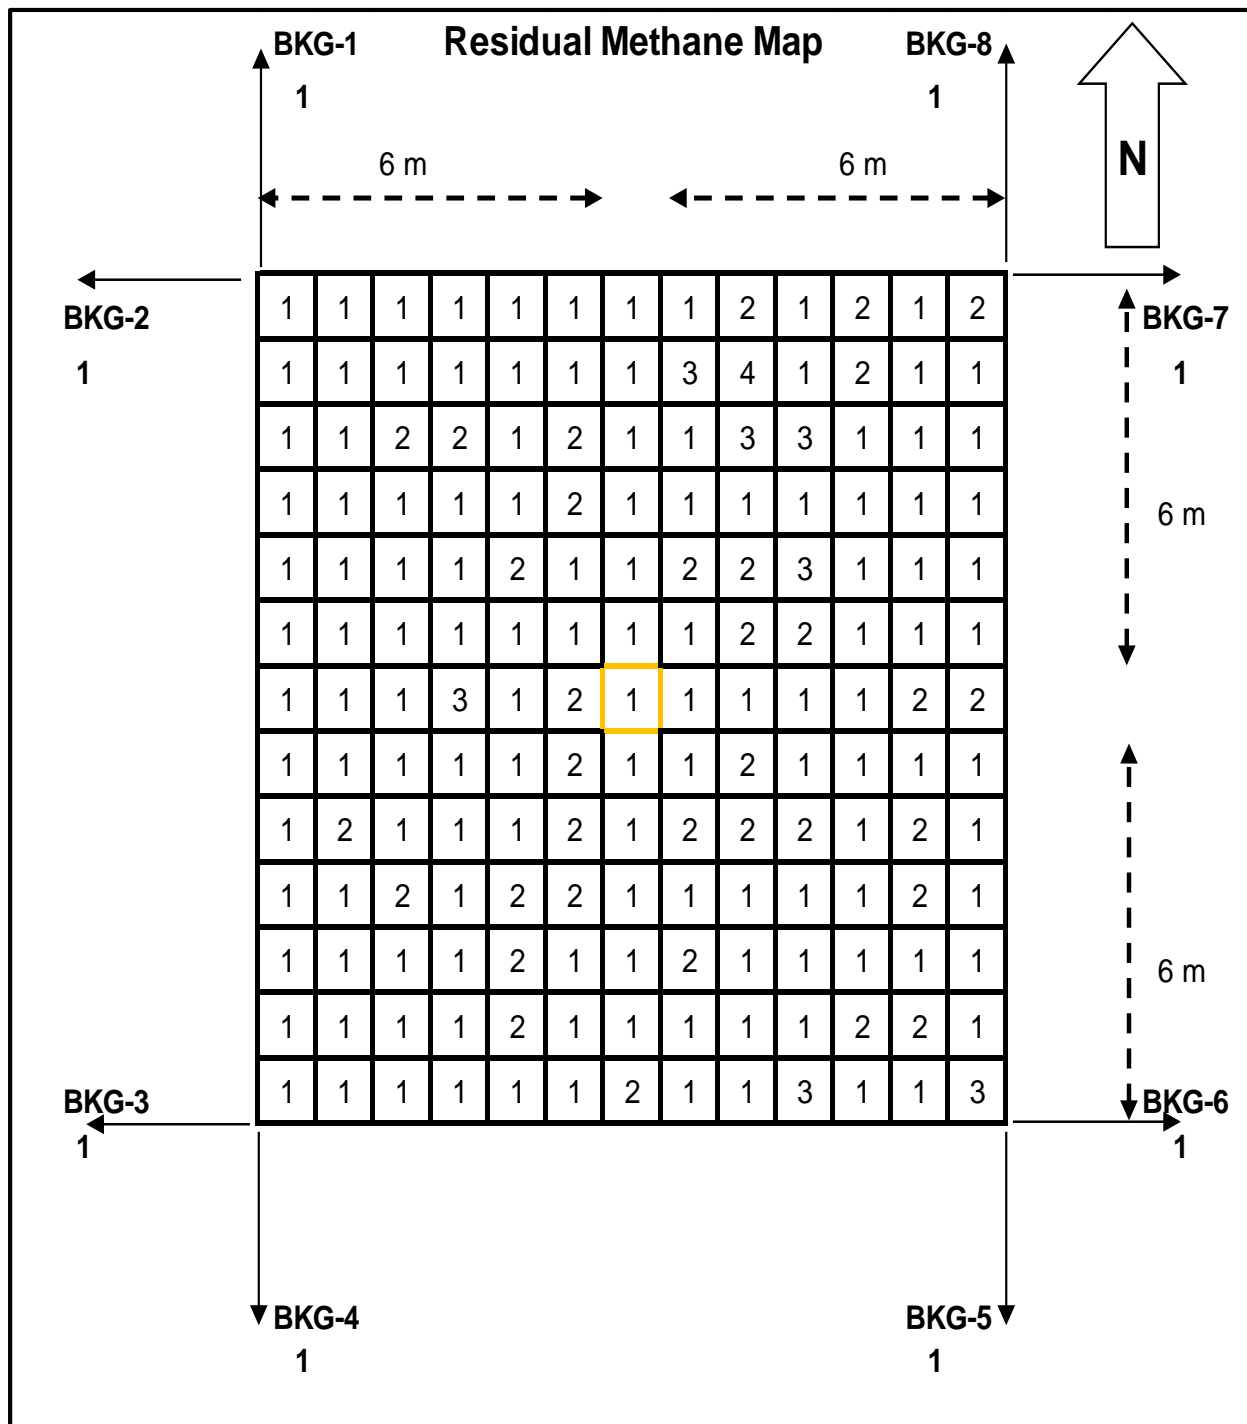 BKG-1 Residual Methane Map BKG-8
1 1
N
6 m 6 m
BKG-2 BKG-7
1 1
1 1 1 1 1 1 1 1 2 1 2 1 2
1 1 1 1 1 1 1 3 4 1 2 1 1
1 1 2 2 1 2 1 1 3 3 1 1 1
1 1 1 1 1 2 1 1 1 1 1 1 1
6 m
1 1 1 1 2 1 1 2 2 3 1 1 1
1 1 1 1 1 1 1 1 2 2 1 1 1
1 1 1 3 1 2 1 1 1 1 1 2 2
1 1 1 1 1 2 1 1 2 1 1 1 1
1 2 1 1 1 2 1 2 2 2 1 2 1
1 1 2 1 2 2 1 1 1 1 1 2 1
1 1 1 1 2 1 1 2 1 1 1 1 1
6 m
1 1 1 1 2 1 1 1 1 1 2 2 1
1 1 1 1 1 1 2 1 1 3 1 1 3
BKG-3 BKG-6
1 1
BKG-4 BKG-5
1 1